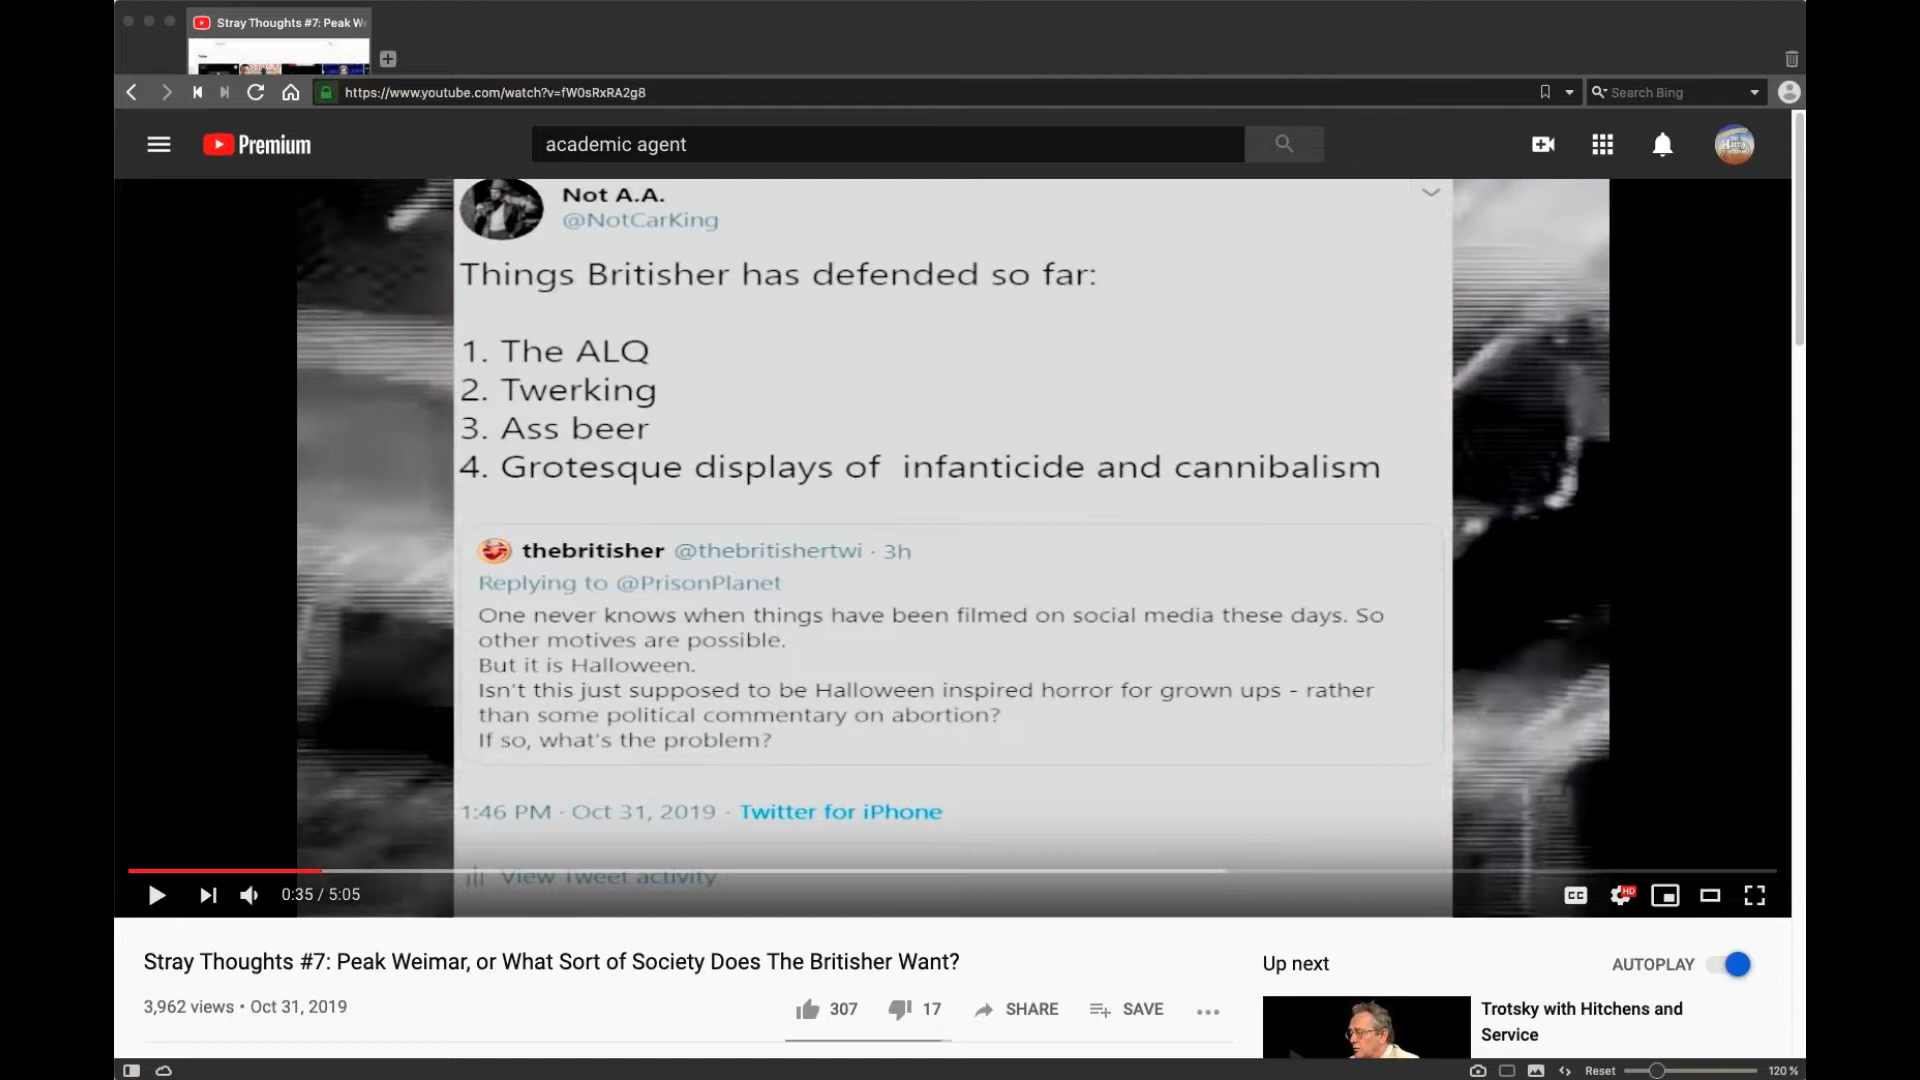 Stray Thoughts #7: Peak W
https://www.youtube.com/watch?v=fW0sRxRA2g8
Search Bing
Premium
academic agent
Not A.A.
@NotCarKing
Things Britisher has defended so far:
1. The ALQ
2. Twerking
3. Ass beer
4. Grotesque displays of infanticide and cannibalism
thebritisher @thebritishertwi · 3h
Replying to @PrisonPlanet
One never knows when things have been filmed on social media these days. So
other motives are possible.
But it is Halloween.
Isn't this just supposed to be Halloween inspired horror for grown ups - rather
than some political commentary on abortion?
If so, what's the problem?
1:46 PM · Oct 31, 2019 · Twitter for iPhone
View Tweet activity
0:35 / 5:05
CC
HD
Stray Thoughts #7: Peak Weimar, or What Sort of Society Does The Britisher Want?
3,962 views • Oct 31, 2019
307
17
SHARE
SAVE
Up next
AUTOPLAY
Trotsky with Hitchens and
Service
Reset
120 %